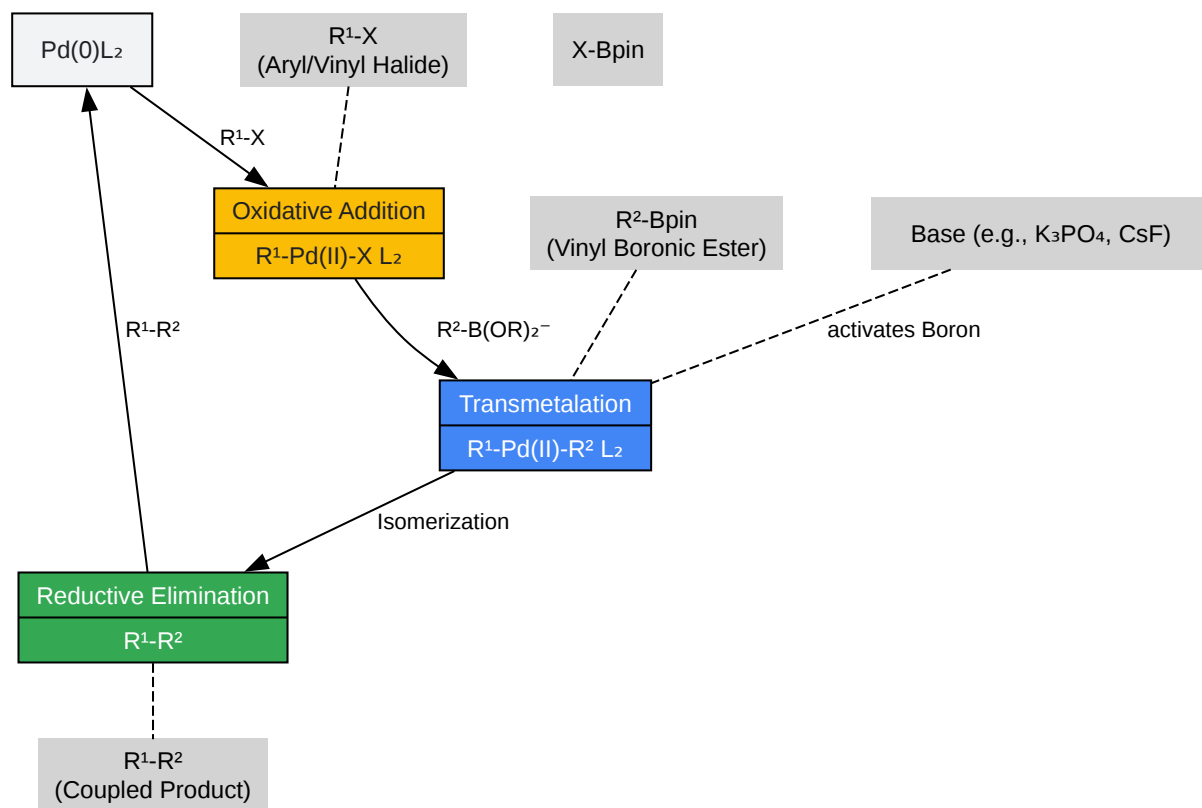 Pd(0)L₂
R¹-X
(Aryl/Vinyl Halide)
X-Bpin
R¹-X
Oxidative Addition
R¹-Pd(II)-X L₂
R²-Bpin
(Vinyl Boronic Ester)
Base (e.g., K₃PO₄, CsF)
R¹-R²
R²-B(OR)₂⁻
activates Boron
Transmetalation
R¹-Pd(II)-R² L₂
Isomerization
Reductive Elimination
R¹-R²
R¹-R²
(Coupled Product)